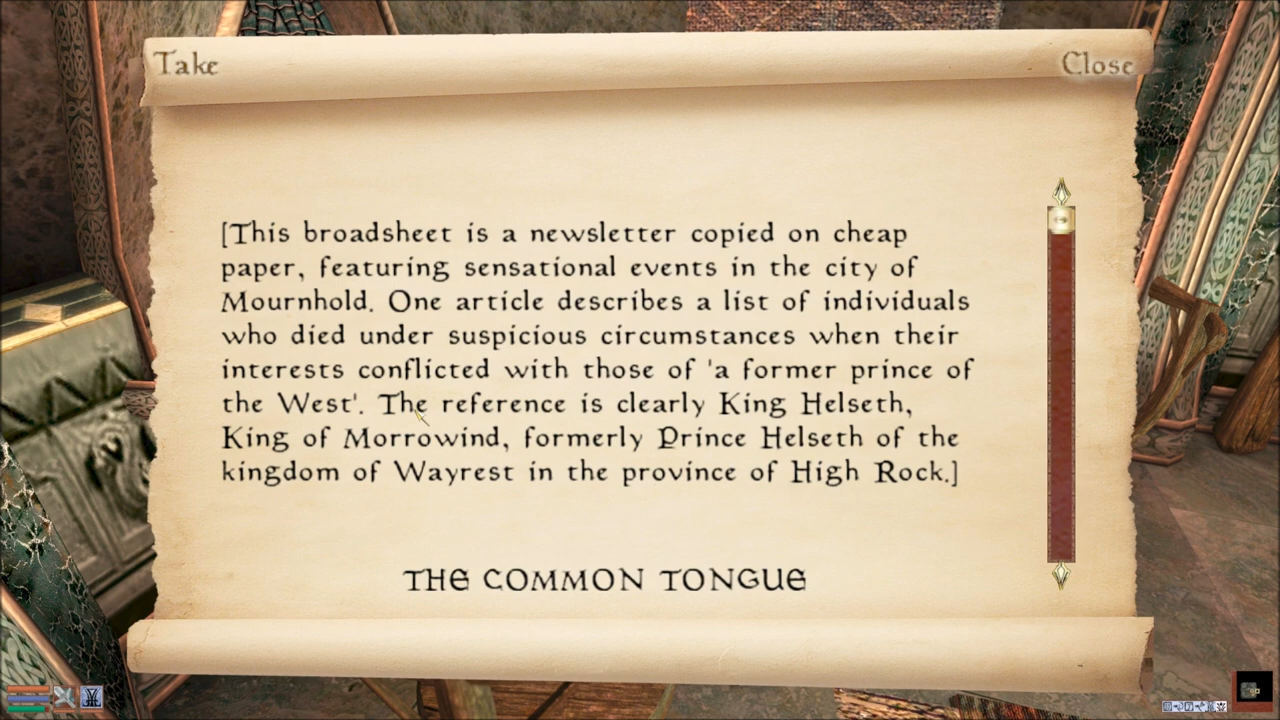 Take
Close
[This broadsheet is a newsletter copied on cheap
paper, featuring sensational events in the city of
Mournhold. One article describes a list of individuals
who died under suspicious circumstances when their
interests conflicted with those of 'a former prince of
the West'. The reference is clearly King Helseth,
King of Morrowind, formerly Prince Helseth of the
kingdom of Wayrest in the province of High Rock.]
THE COMMON TONGUE